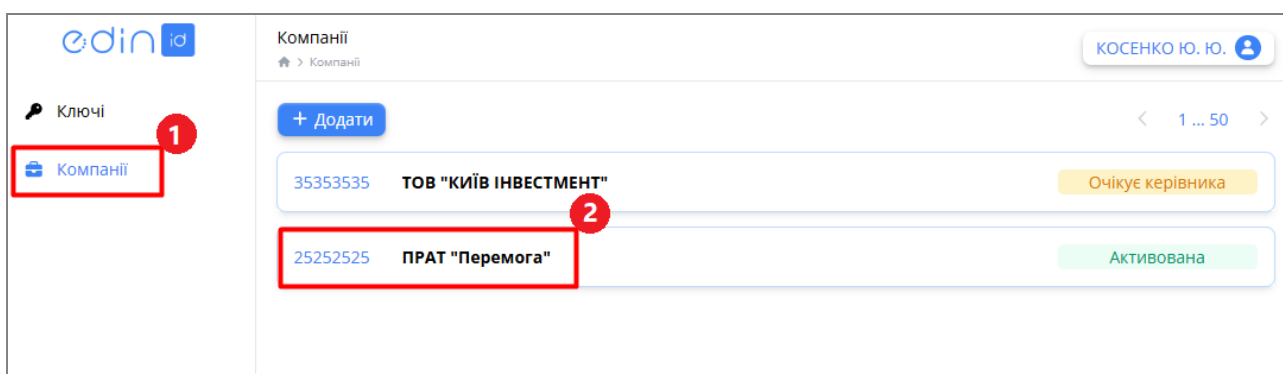 edin id
Компанії
> Компанії
КОСЕНКО Ю. Ю.
Ключі
1
Компанії
+ Додати
< 1 ... 50 >
35353535 ТОВ "КИЇВ ІНВЕСТМЕНТ" Очікує керівника
2
25252525 ПРАТ "Перемога" Активована